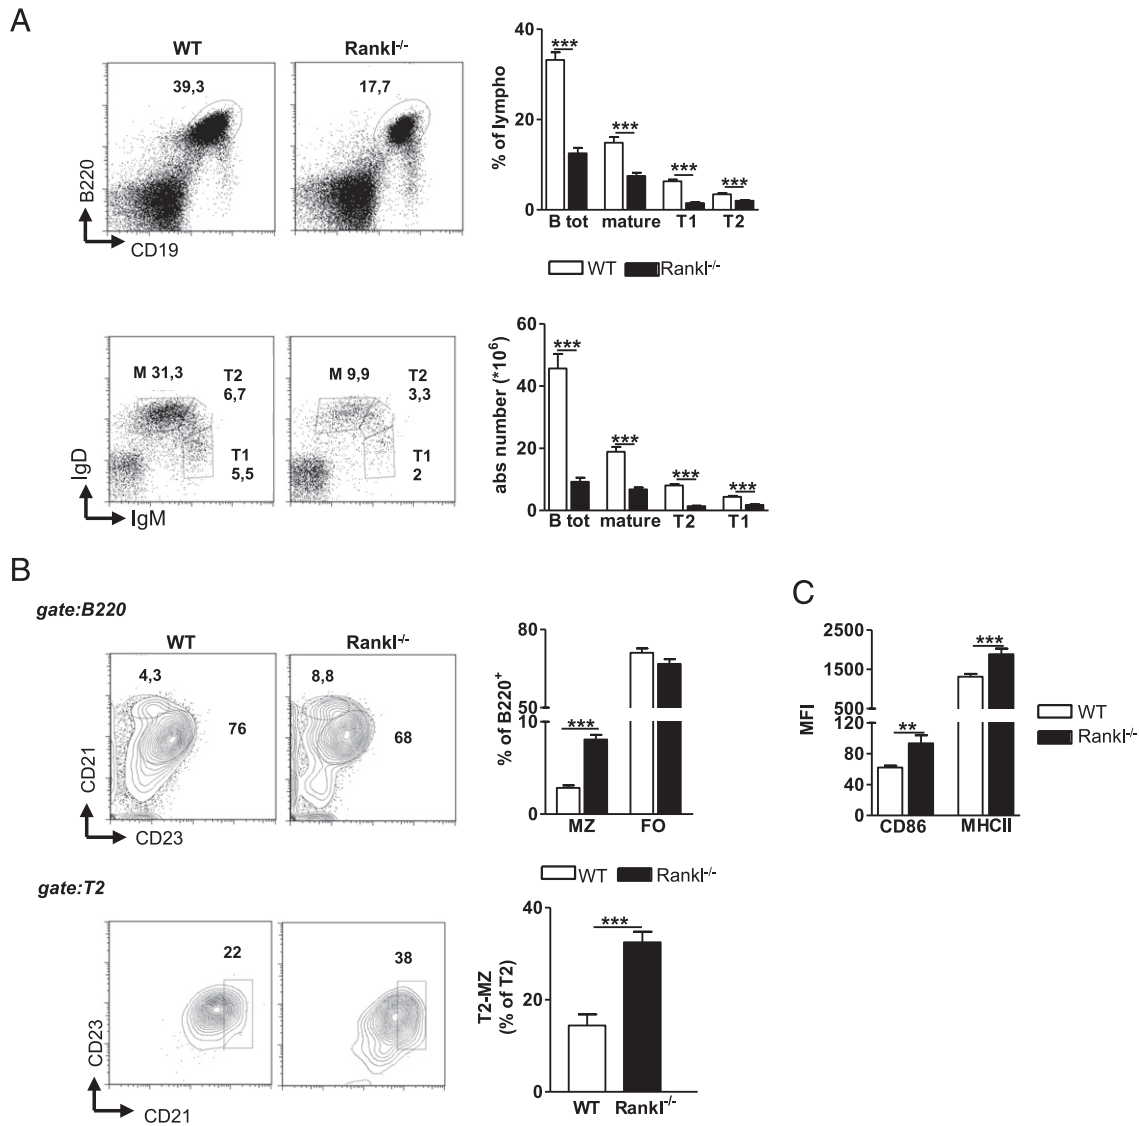 A
WT
Rankl-/-
39,3
17,7
B220
CD19
40
20
0
% of lympho
***
***
***
***
B tot
mature
T1
T2
WT
Rankl-/-
M 31,3
T2
6,7
T1
5,5
M 9,9
T2
3,3
T1
2
IgD
IgM
60
40
20
0
abs number (*10⁶)
***
***
***
***
B tot
mature
T2
T1
B
gate:B220
WT
Rankl-/-
4,3
76
8,8
68
CD21
CD23
80
50
10
0
% of B220+
***
MZ
FO
WT
Rankl-/-
C
2500
1500
500
120
80
40
0
MFI
**
***
CD86
MHCII
WT
Rankl-/-
gate:T2
22
38
CD23
CD21
40
20
0
T2-MZ
(% of T2)
***
WT
Rankl-/-